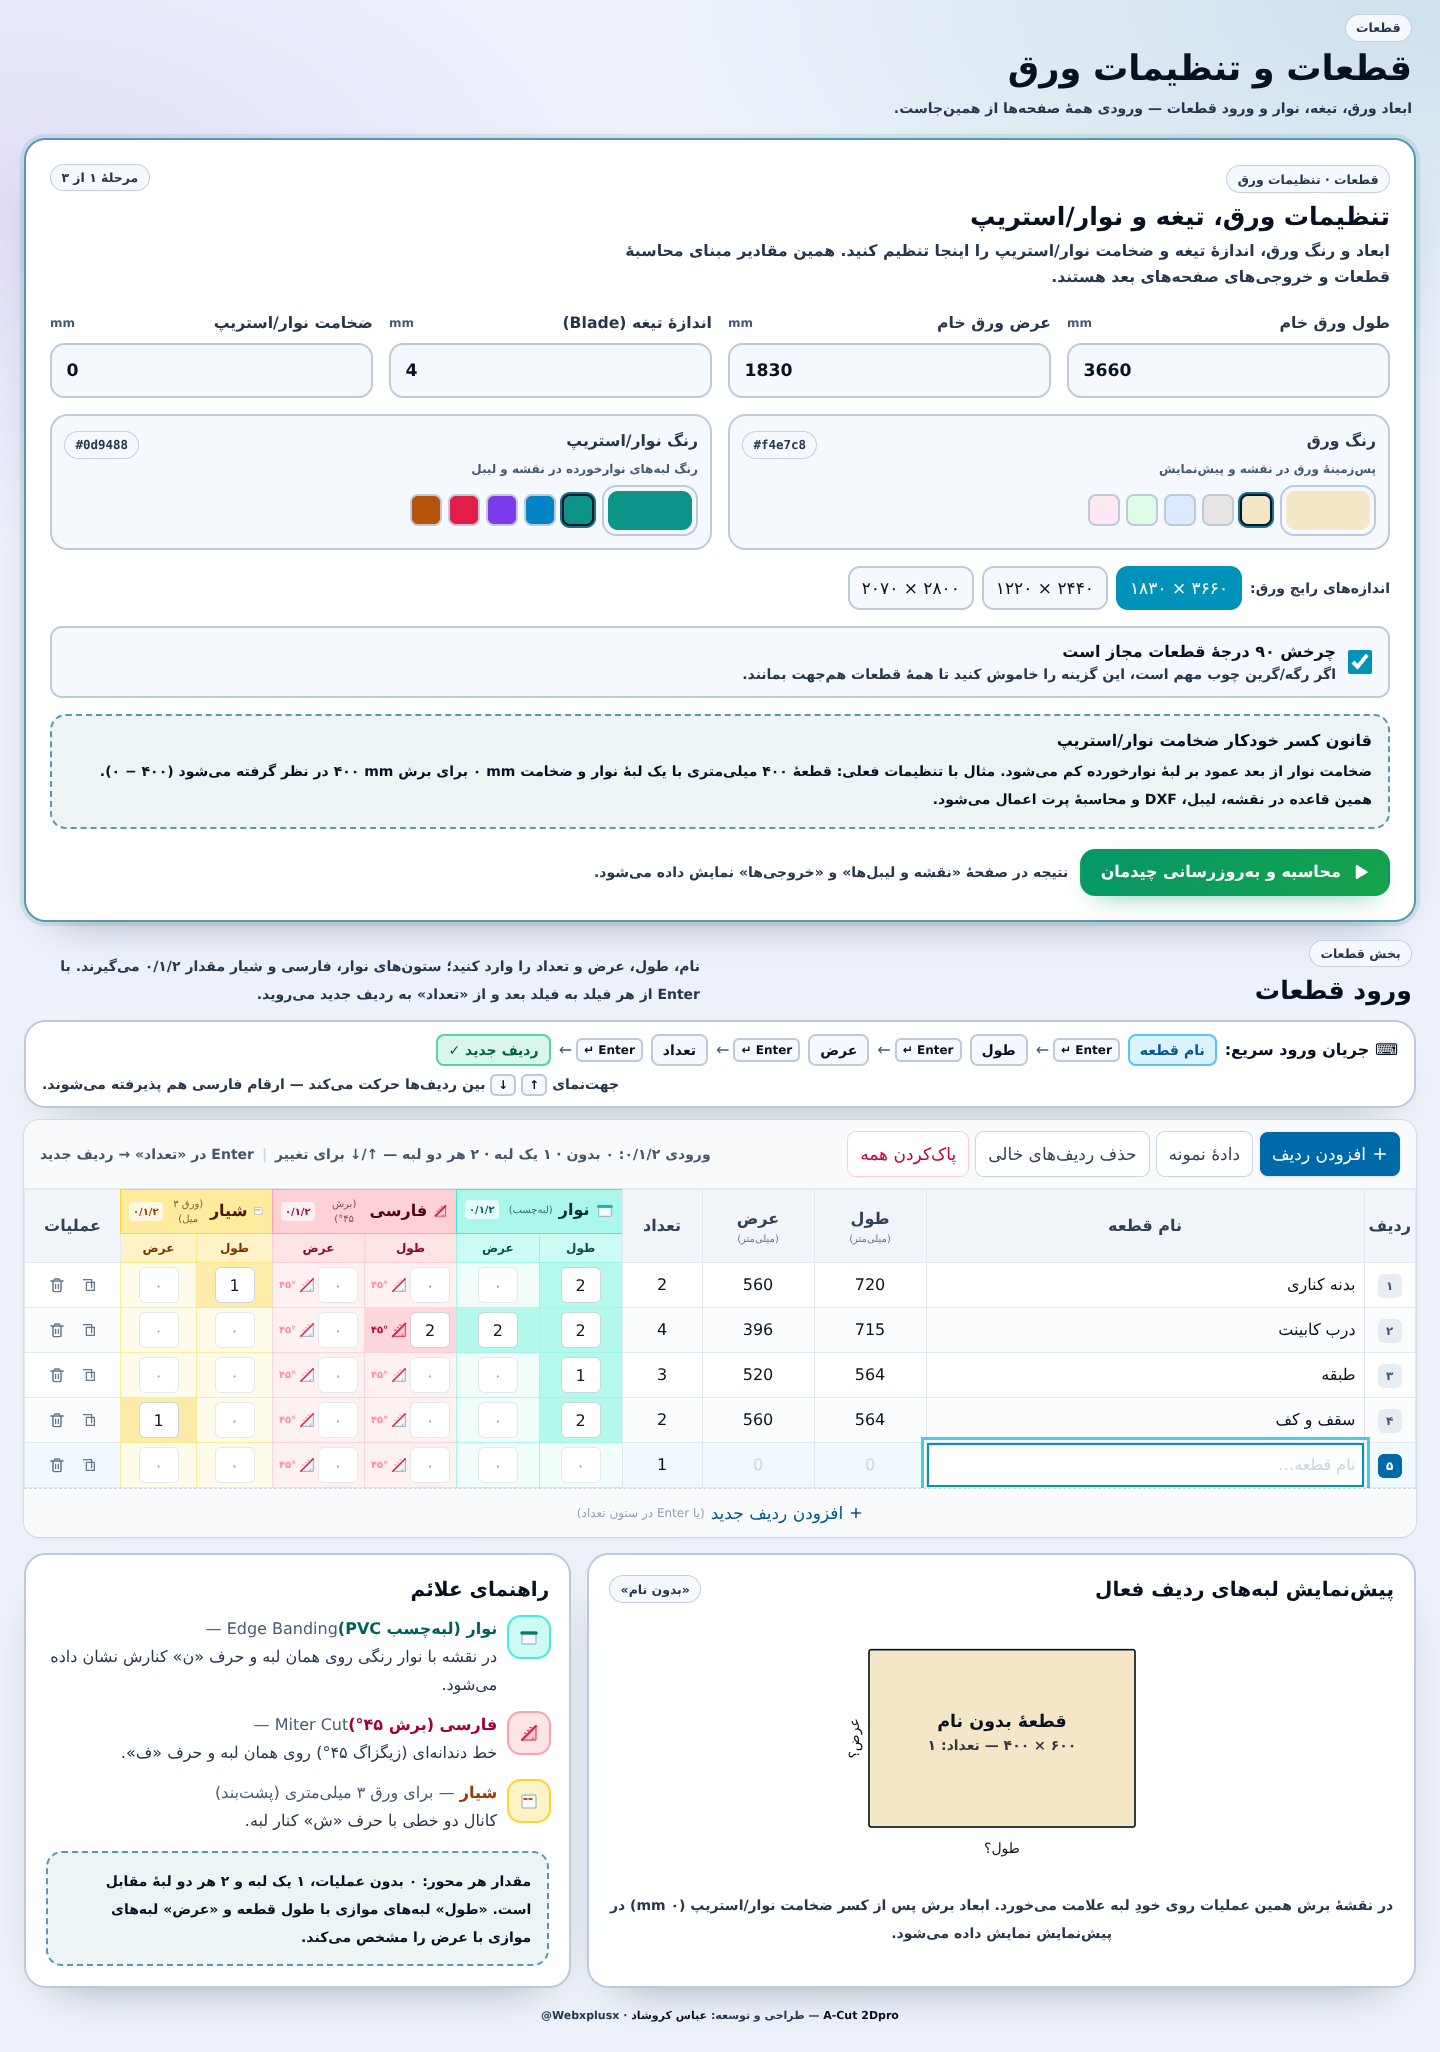 قطعات
قطعات و تنظیمات ورق
ابعاد ورق، تیغه، نوار و ورود قطعات — ورودی همهٔ صفحه‌ها از همین‌جاست.
قطعات · تنظیمات ورق
مرحلهٔ ۱ از ۳
تنظیمات ورق، تیغه و نوار/استریپ
ابعاد و رنگ ورق، اندازهٔ تیغه و ضخامت نوار/استریپ را اینجا تنظیم کنید. همین مقادیر مبنای محاسبهٔ
قطعات و خروجی‌های صفحه‌های بعد هستند.
طول ورق خام mm عرض ورق خام mm اندازهٔ تیغه (Blade) mm ضخامت نوار/استریپ mm
3660 1830 4 0
رنگ ورق #f4e7c8 رنگ نوار/استریپ #0d9488
پس‌زمینهٔ ورق در نقشه و پیش‌نمایش رنگ لبه‌های نوارخورده در نقشه و لیبل
اندازه‌های رایج ورق: ۳۶۶۰ × ۱۸۳۰ ۲۴۴۰ × ۱۲۲۰ ۲۸۰۰ × ۲۰۷۰
چرخش ۹۰ درجهٔ قطعات مجاز است
اگر رگه/گرین چوب مهم است، این گزینه را خاموش کنید تا همهٔ قطعات هم‌جهت بمانند.
قانون کسر خودکار ضخامت نوار/استریپ
ضخامت نوار از بعد عمود بر لبهٔ نوارخورده کم می‌شود. مثال با تنظیمات فعلی: قطعهٔ ۴۰۰ میلی‌متری با یک لبهٔ نوار و ضخامت ۰ mm برای برش ۴۰۰ mm در نظر گرفته می‌شود (۴۰۰ − ۰).
همین قاعده در نقشه، لیبل، DXF و محاسبهٔ پرت اعمال می‌شود.
محاسبه و به‌روزرسانی چیدمان
نتیجه در صفحهٔ «نقشه و لیبل‌ها» و «خروجی‌ها» نمایش داده می‌شود.
بخش قطعات
ورود قطعات
نام، طول، عرض و تعداد را وارد کنید؛ ستون‌های نوار، فارسی و شیار مقدار ۰/۱/۲ می‌گیرند. با
Enter از هر فیلد به فیلد بعد و از «تعداد» به ردیف جدید می‌روید.
⌨ جریان ورود سریع: نام قطعه Enter ↵ ← طول Enter ↵ ← عرض Enter ↵ ← تعداد Enter ↵ ← ردیف جدید ✓
جهت‌نمای ↑ ↓ بین ردیف‌ها حرکت می‌کند — ارقام فارسی هم پذیرفته می‌شوند.
+ افزودن ردیف دادهٔ نمونه حذف ردیف‌های خالی پاک‌کردن همه
ورودی ۰/۱/۲: ۰ بدون · ۱ یک لبه · ۲ هر دو لبه — ↑/↓ برای تغییر | Enter در «تعداد» → ردیف جدید
ردیف نام قطعه طول (میلی‌متر) عرض (میلی‌متر) تعداد نوار (لبه‌چسب) ۰/۱/۲ فارسی (برش ۴۵°) ۰/۱/۲ شیار (ورق ۳ میل) ۰/۱/۲ عملیات
طول عرض طول عرض طول عرض
۱ بدنه کناری 720 560 2 2 · · ۴۵° · ۴۵° 1 ·
۲ درب کابینت 715 396 4 2 2 2 ۴۵° · ۴۵° · ·
۳ طبقه 564 520 3 1 · · ۴۵° · ۴۵° · ·
۴ سقف و کف 564 560 2 2 · · ۴۵° · ۴۵° · 1
۵ نام قطعه… 0 0 1 · · · ۴۵° · ۴۵° · ·
+ افزودن ردیف جدید (یا Enter در ستون تعداد)
پیش‌نمایش لبه‌های ردیف فعال
«بدون نام»
قطعهٔ بدون نام
۶۰۰ × ۴۰۰ — تعداد: ۱
عرض؟
طول؟
در نقشهٔ برش همین عملیات روی خودِ لبه علامت می‌خورد. ابعاد برش پس از کسر ضخامت نوار/استریپ (۰ mm) در
پیش‌نمایش نمایش داده می‌شود.
راهنمای علائم
نوار (لبه‌چسب PVC)Edge Banding —
در نقشه با نوار رنگی روی همان لبه و حرف «ن» کنارش نشان داده
می‌شود.
فارسی (برش ۴۵°)Miter Cut —
خط دندانه‌ای (زیگزاگ ۴۵°) روی همان لبه و حرف «ف».
شیار — برای ورق ۳ میلی‌متری (پشت‌بند)
کانال دو خطی با حرف «ش» کنار لبه.
مقدار هر محور: ۰ بدون عملیات، ۱ یک لبه و ۲ هر دو لبهٔ مقابل
است. «طول» لبه‌های موازی با طول قطعه و «عرض» لبه‌های
موازی با عرض را مشخص می‌کند.
A-Cut 2Dpro — طراحی و توسعه: عباس کروشاد · @Webxplusx